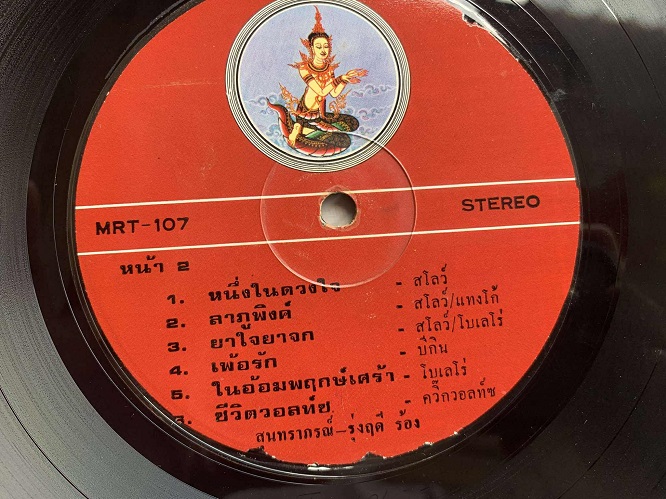 MRT-107 STEREO
หน้า 2
1. หนึ่งในดวงใจ - สโลว์
2. ลาภูพิงค์ - สโลว์/แทงโก้
3. ยาใจยาจก - สโลว์/โบเลโร่
4. เพ้อรัก - บีกิน
5. ในอ้อมพฤกษ์เศร้า - โบเลโร่
6. ชีวิตวอลท์ซ - ควิ๊กวอลท์ซ
สุนทราภรณ์-รุ่งฤดี ร้อง